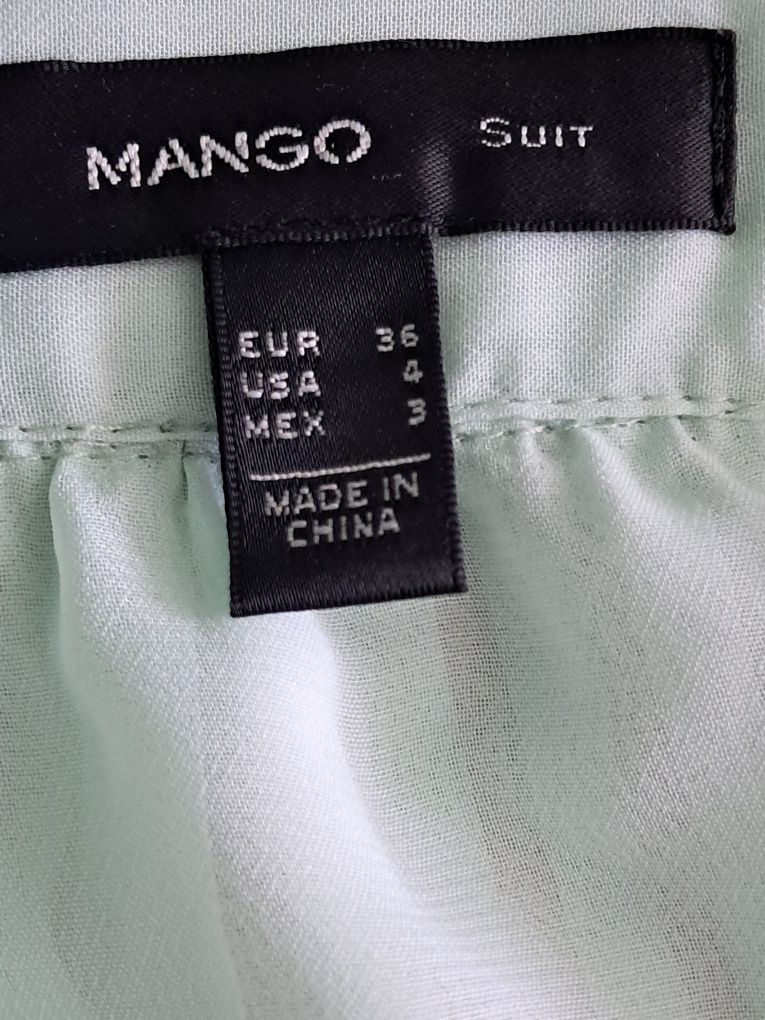 MANGO SUIT
EUR 36
USA 4
MEX 3
MADE IN
CHINA